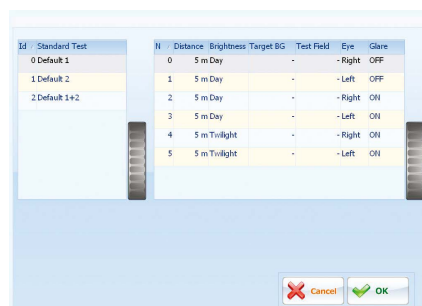 Id / Standard Test
0 Default 1
1 Default 2
2 Default 1+2
N / Distance Brightness Target BG Test Field Eye Glare
0 5 m Day - - Right OFF
1 5 m Day - - Left OFF
2 5 m Day - - Right ON
3 5 m Day - - Left ON
4 5 m Twilight - - Right ON
5 5 m Twilight - - Left ON
Cancel OK